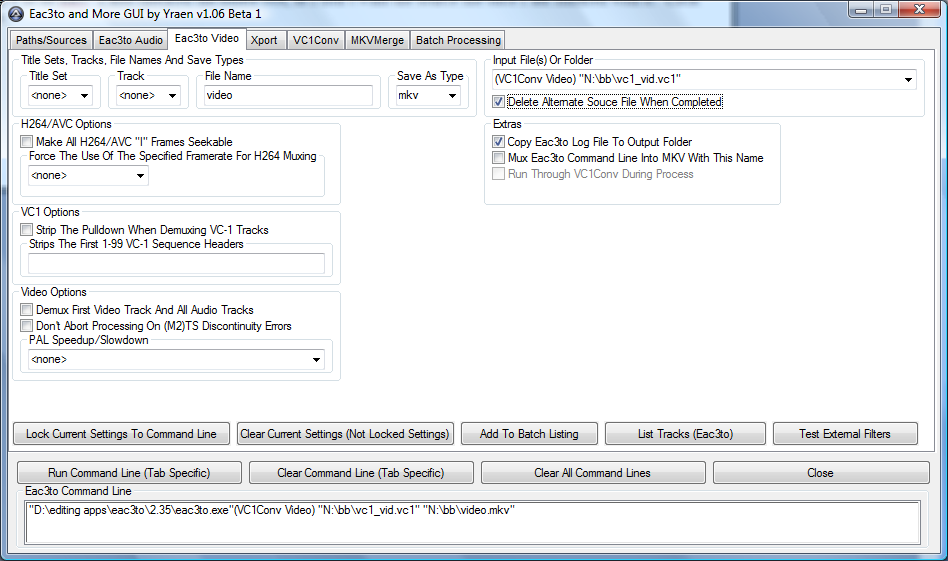 Eac3to and More GUI by Yraen v1.06 Beta 1
Paths/Sources Eac3to Audio Eac3to Video Xport VC1Conv MKVMerge Batch Processing
Title Sets, Tracks, File Names And Save Types
Title Set Track File Name Save As Type
<none> <none> video mkv
Input File(s) Or Folder
(VC1Conv Video) "N:\bb\vc1_vid.vc1"
Delete Alternate Souce File When Completed
H264/AVC Options
Make All H264/AVC "I" Frames Seekable
Force The Use Of The Specified Framerate For H264 Muxing
<none>
Extras
Copy Eac3to Log File To Output Folder
Mux Eac3to Command Line Into MKV With This Name
Run Through VC1Conv During Process
VC1 Options
Strip The Pulldown When Demuxing VC-1 Tracks
Strips The First 1-99 VC-1 Sequence Headers
Video Options
Demux First Video Track And All Audio Tracks
Don't Abort Processing On (M2)TS Discontinuity Errors
PAL Speedup/Slowdown
<none>
Lock Current Settings To Command Line Clear Current Settings (Not Locked Settings) Add To Batch Listing List Tracks (Eac3to) Test External Filters
Run Command Line (Tab Specific) Clear Command Line (Tab Specific) Clear All Command Lines Close
Eac3to Command Line
"D:\editing apps\eac3to\2.35\eac3to.exe"(VC1Conv Video) "N:\bb\vc1_vid.vc1" "N:\bb\video.mkv"